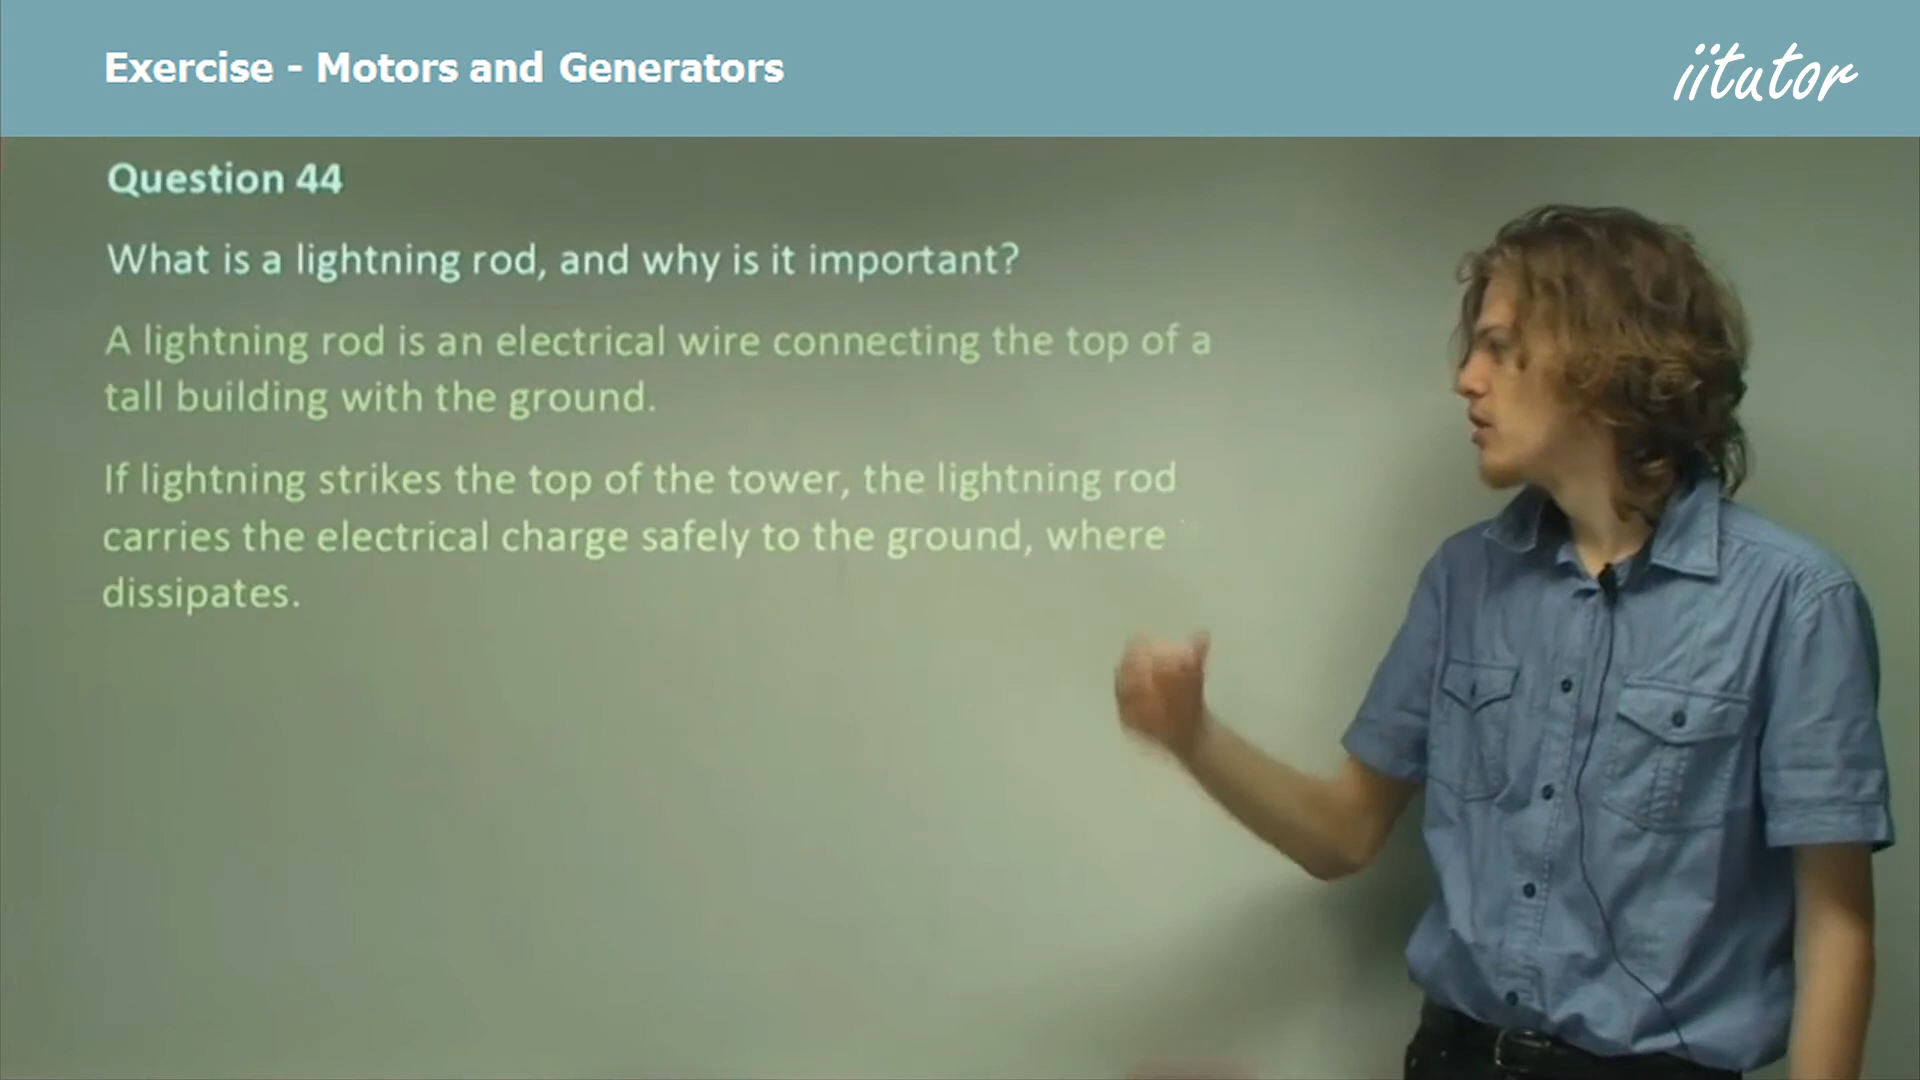 Exercise - Motors and Generators
iitutor
Question 44
What is a lightning rod, and why is it important?
A lightning rod is an electrical wire connecting the top of a
tall building with the ground.
If lightning strikes the top of the tower, the lightning rod
carries the electrical charge safely to the ground, where
dissipates.